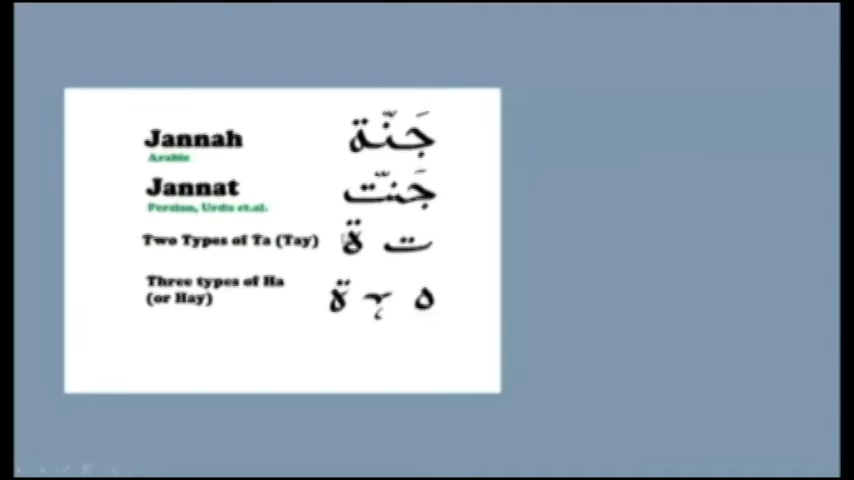 Jannah جَنَّة
Arabic
Jannat جَنَّت
Persian, Urdu et.al.
Two Types of Ta (Tay) ت ة
Three types of Ha
(or Hay) ه ہ ة